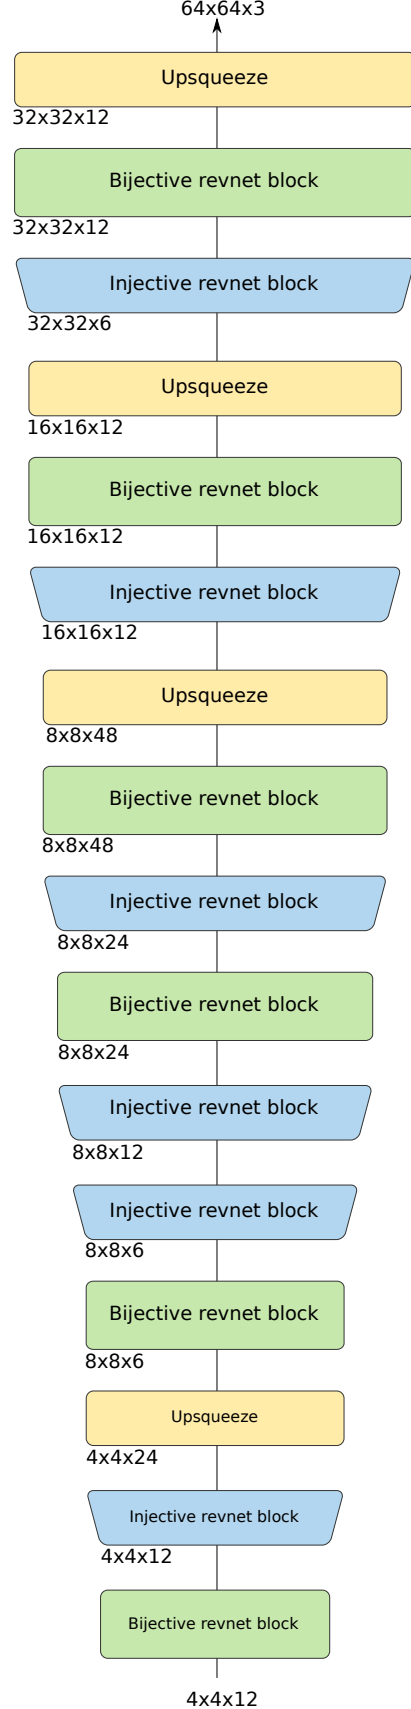 64x64x3
Upsqueeze
32x32x12
Bijective revnet block
32x32x12
Injective revnet block
32x32x6
Upsqueeze
16x16x12
Bijective revnet block
16x16x12
Injective revnet block
16x16x12
Upsqueeze
8x8x48
Bijective revnet block
8x8x48
Injective revnet block
8x8x24
Bijective revnet block
8x8x24
Injective revnet block
8x8x12
Injective revnet block
8x8x6
Bijective revnet block
8x8x6
Upsqueeze
4x4x24
Injective revnet block
4x4x12
Bijective revnet block
4x4x12